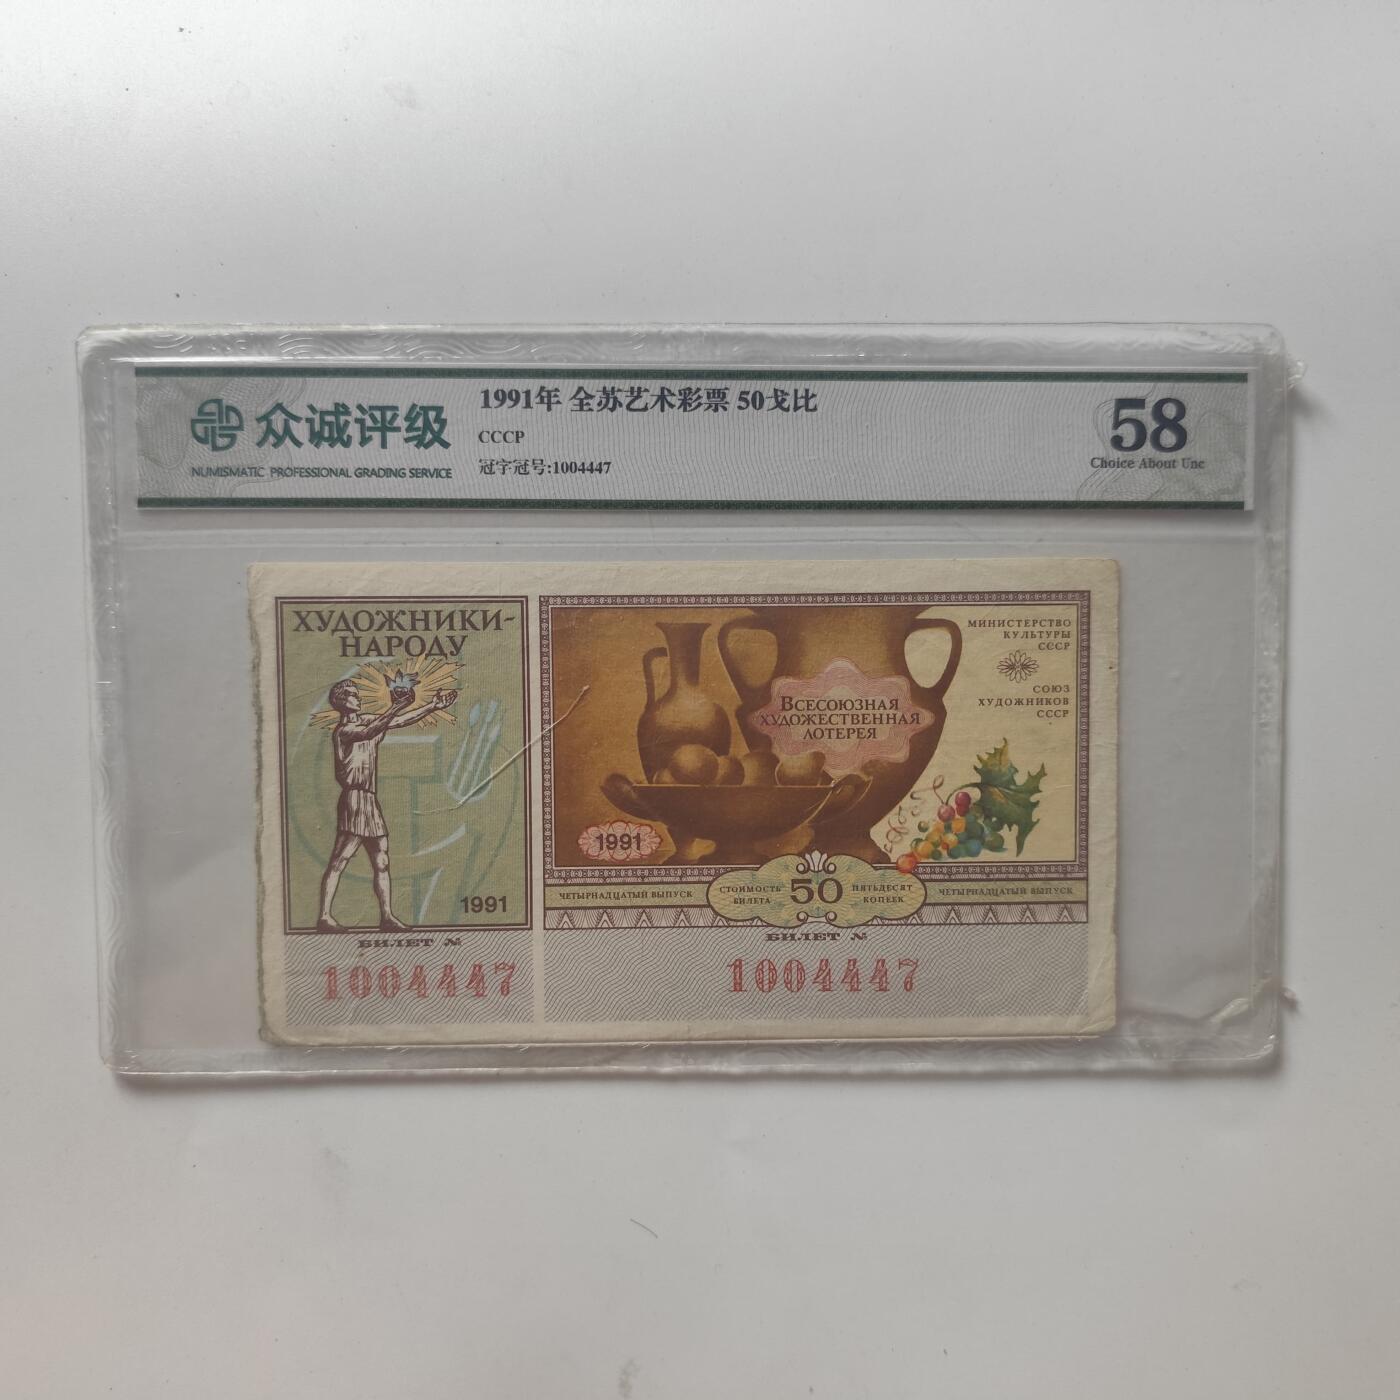 众诚评级
NUMISMATIC PROFESSIONAL GRADING SERVICE
1991年 全苏艺术彩票 50戈比
CCCP
冠字冠号:1004447
58
Choice About Unc
ХУДОЖНИКИ-
НАРОДУ
1991
БИЛЕТ №
1004447
ВСЕСОЮЗНАЯ
ХУДОЖЕСТВЕННАЯ
ЛОТЕРЕЯ
МИНИСТЕРСТВО
КУЛЬТУРЫ
СССР
СОЮЗ
ХУДОЖНИКОВ
СССР
1991
ЧЕТЫРНАДЦАТЫЙ ВЫПУСК
СТОИМОСТЬ
БИЛЕТА
50
ПЯТЬДЕСЯТ
КОПЕЕК
ЧЕТЫРНАДЦАТЫЙ ВЫПУСК
БИЛЕТ №
1004447